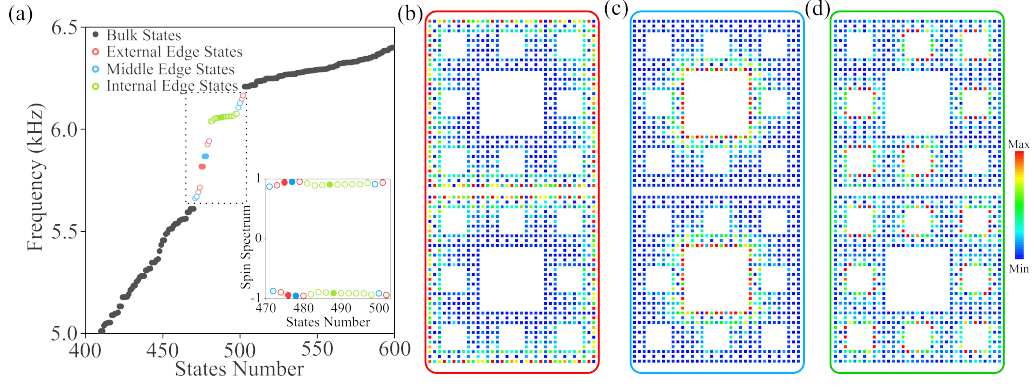 (a)
(b)
(c)
(d)
Bulk States
External Edge States
Middle Edge States
Internal Edge States
Frequency (kHz)
6.5
6.0
5.5
5.0
400
450
500
550
600
States Number
Spin Spectrum
1
0
-1
470
480
490
500
States Number
Max
Min